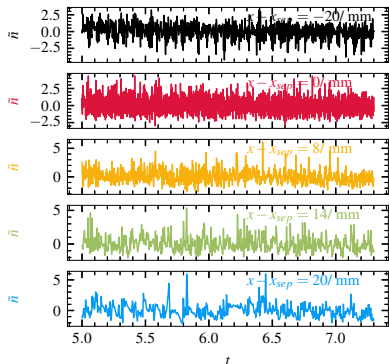 ñ 2.5 0.0 −2.5 x − x_sep = −20/ mm
ñ 2.5 0.0 −2.5 x − x_sep = 0/ mm
ñ 5 0 x − x_sep = 8/ mm
ñ 5 0 x − x_sep = 14/ mm
ñ 5 0 x − x_sep = 20/ mm
5.0 5.5 6.0 6.5 7.0
t